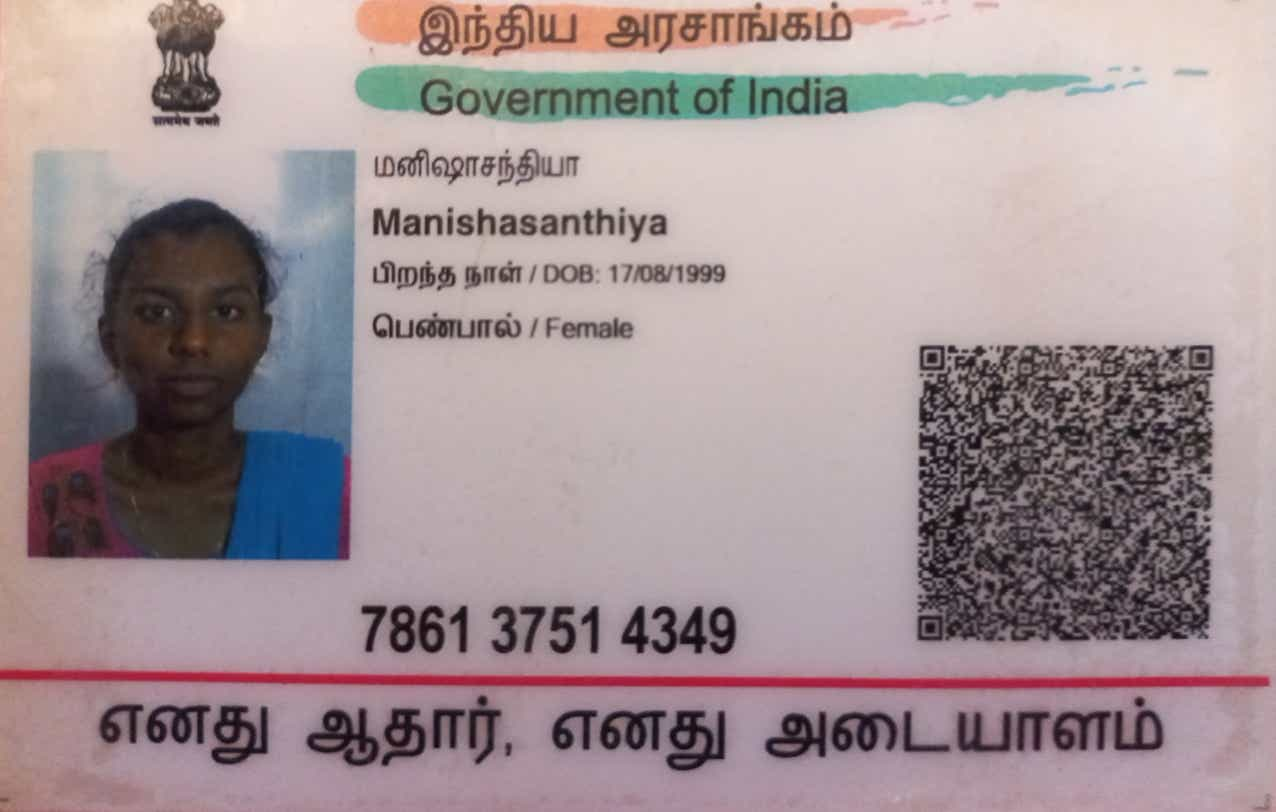 இந்திய அரசாங்கம்
Government of India
सत्यमेव जयते
மனிஷாசந்தியா
Manishasanthiya
பிறந்த நாள் / DOB: 17/08/1999
பெண்பால் / Female
7861 3751 4349
எனது ஆதார், எனது அடையாளம்